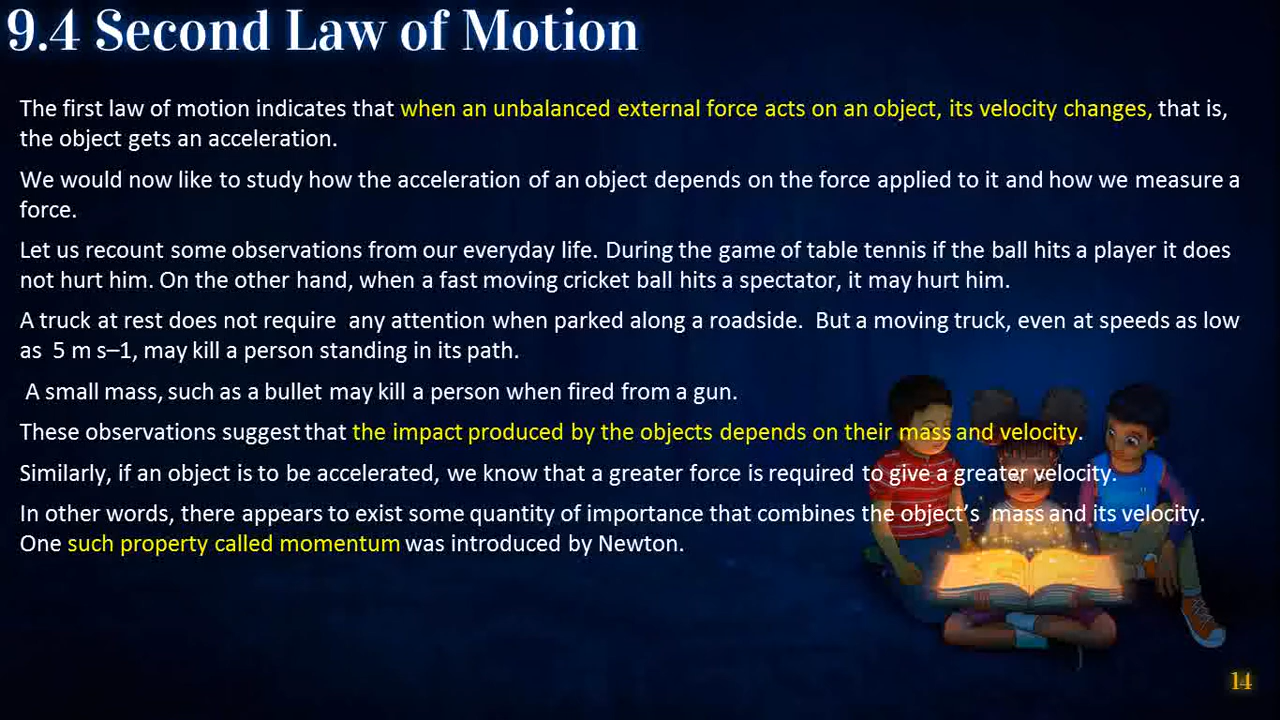 9.4 Second Law of Motion
The first law of motion indicates that when an unbalanced external force acts on an object, its velocity changes, that is,
the object gets an acceleration.
We would now like to study how the acceleration of an object depends on the force applied to it and how we measure a
force.
Let us recount some observations from our everyday life. During the game of table tennis if the ball hits a player it does
not hurt him. On the other hand, when a fast moving cricket ball hits a spectator, it may hurt him.
A truck at rest does not require any attention when parked along a roadside. But a moving truck, even at speeds as low
as 5 m s–1, may kill a person standing in its path.
A small mass, such as a bullet may kill a person when fired from a gun.
These observations suggest that the impact produced by the objects depends on their mass and velocity.
Similarly, if an object is to be accelerated, we know that a greater force is required to give a greater velocity.
In other words, there appears to exist some quantity of importance that combines the object’s mass and its velocity.
One such property called momentum was introduced by Newton.
14